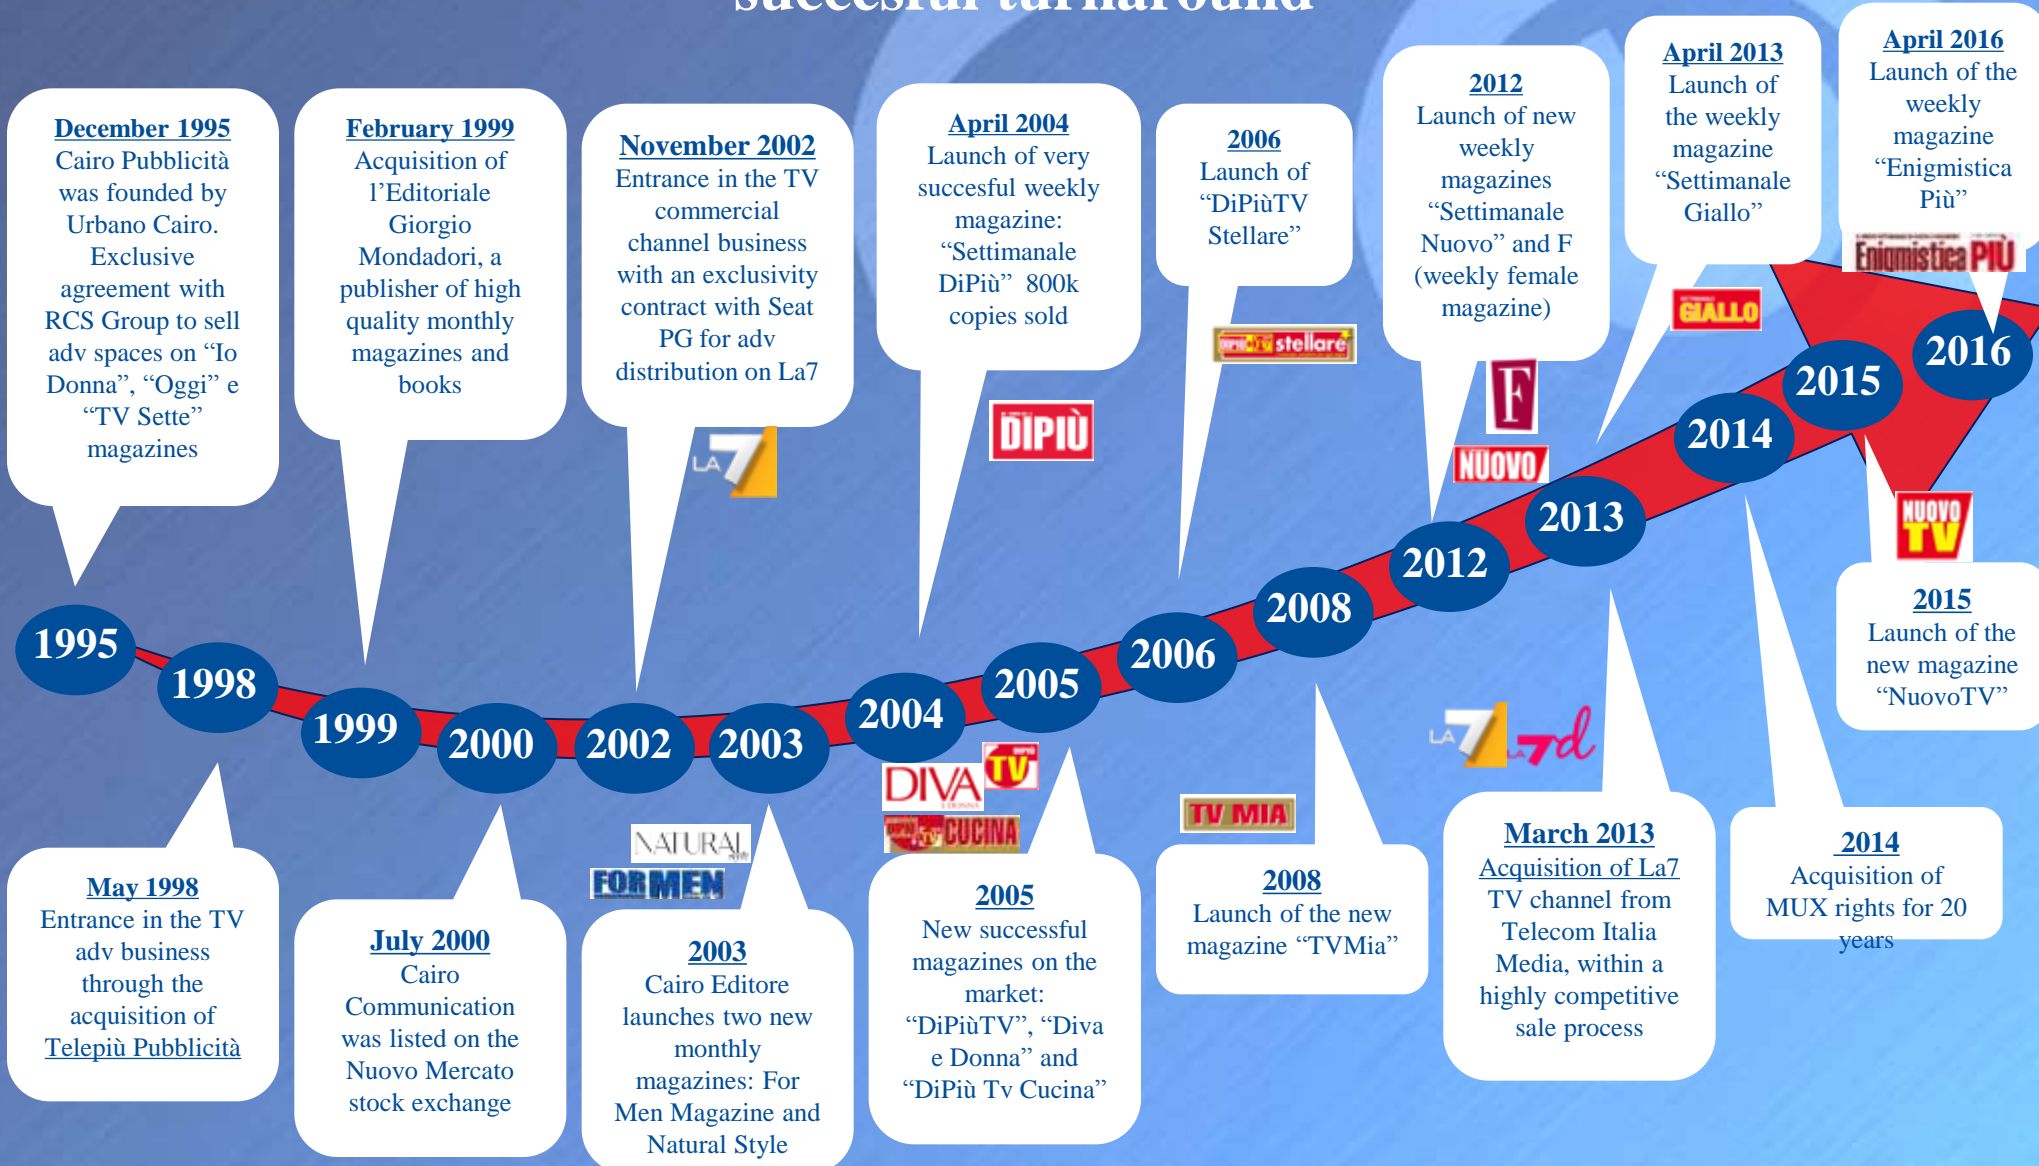 succesful turnaround
December 1995
Cairo Pubblicità
was founded by
Urbano Cairo.
Exclusive
agreement with
RCS Group to sell
adv spaces on “Io
Donna”, “Oggi” e
“TV Sette”
magazines
February 1999
Acquisition of
l’Editoriale
Giorgio
Mondadori, a
publisher of high
quality monthly
magazines and
books
November 2002
Entrance in the TV
commercial
channel business
with an exclusivity
contract with Seat
PG for adv
distribution on La7
LA7
April 2004
Launch of very
succesful weekly
magazine:
“Settimanale
DiPiù”  800k
copies sold
DIPIÙ
2006
Launch of
“DiPiùTV
Stellare”
stellare
2012
Launch of new
weekly
magazines
“Settimanale
Nuovo” and F
(weekly female
magazine)
F
NUOVO
April 2013
Launch of
the weekly
magazine
“Settimanale
Giallo”
GIALLO
April 2016
Launch of the
weekly
magazine
“Enigmistica
Più”
Enigmistica PIÙ
1995
1998
1999
2000
2002
2003
2004
2005
2006
2008
2012
2013
2014
2015
2016
May 1998
Entrance in the TV
adv business
through the
acquisition of
Telepiù Pubblicità
July 2000
Cairo
Communication
was listed on the
Nuovo Mercato
stock exchange
NATURAL style
FOR MEN
2003
Cairo Editore
launches two new
monthly
magazines: For
Men Magazine and
Natural Style
DIVA
E DONNA
DIPIÙ TV
DIPIÙ TV CUCINA
2005
New successful
magazines on the
market:
“DiPiùTV”, “Diva
e Donna” and
“DiPiù Tv Cucina”
TV MIA
2008
Launch of the new
magazine “TVMia”
LA7
LA7d
March 2013
Acquisition of La7
TV channel from
Telecom Italia
Media, within a
highly competitive
sale process
2014
Acquisition of
MUX rights for 20
years
NUOVO
TV
2015
Launch of the
new magazine
“NuovoTV”